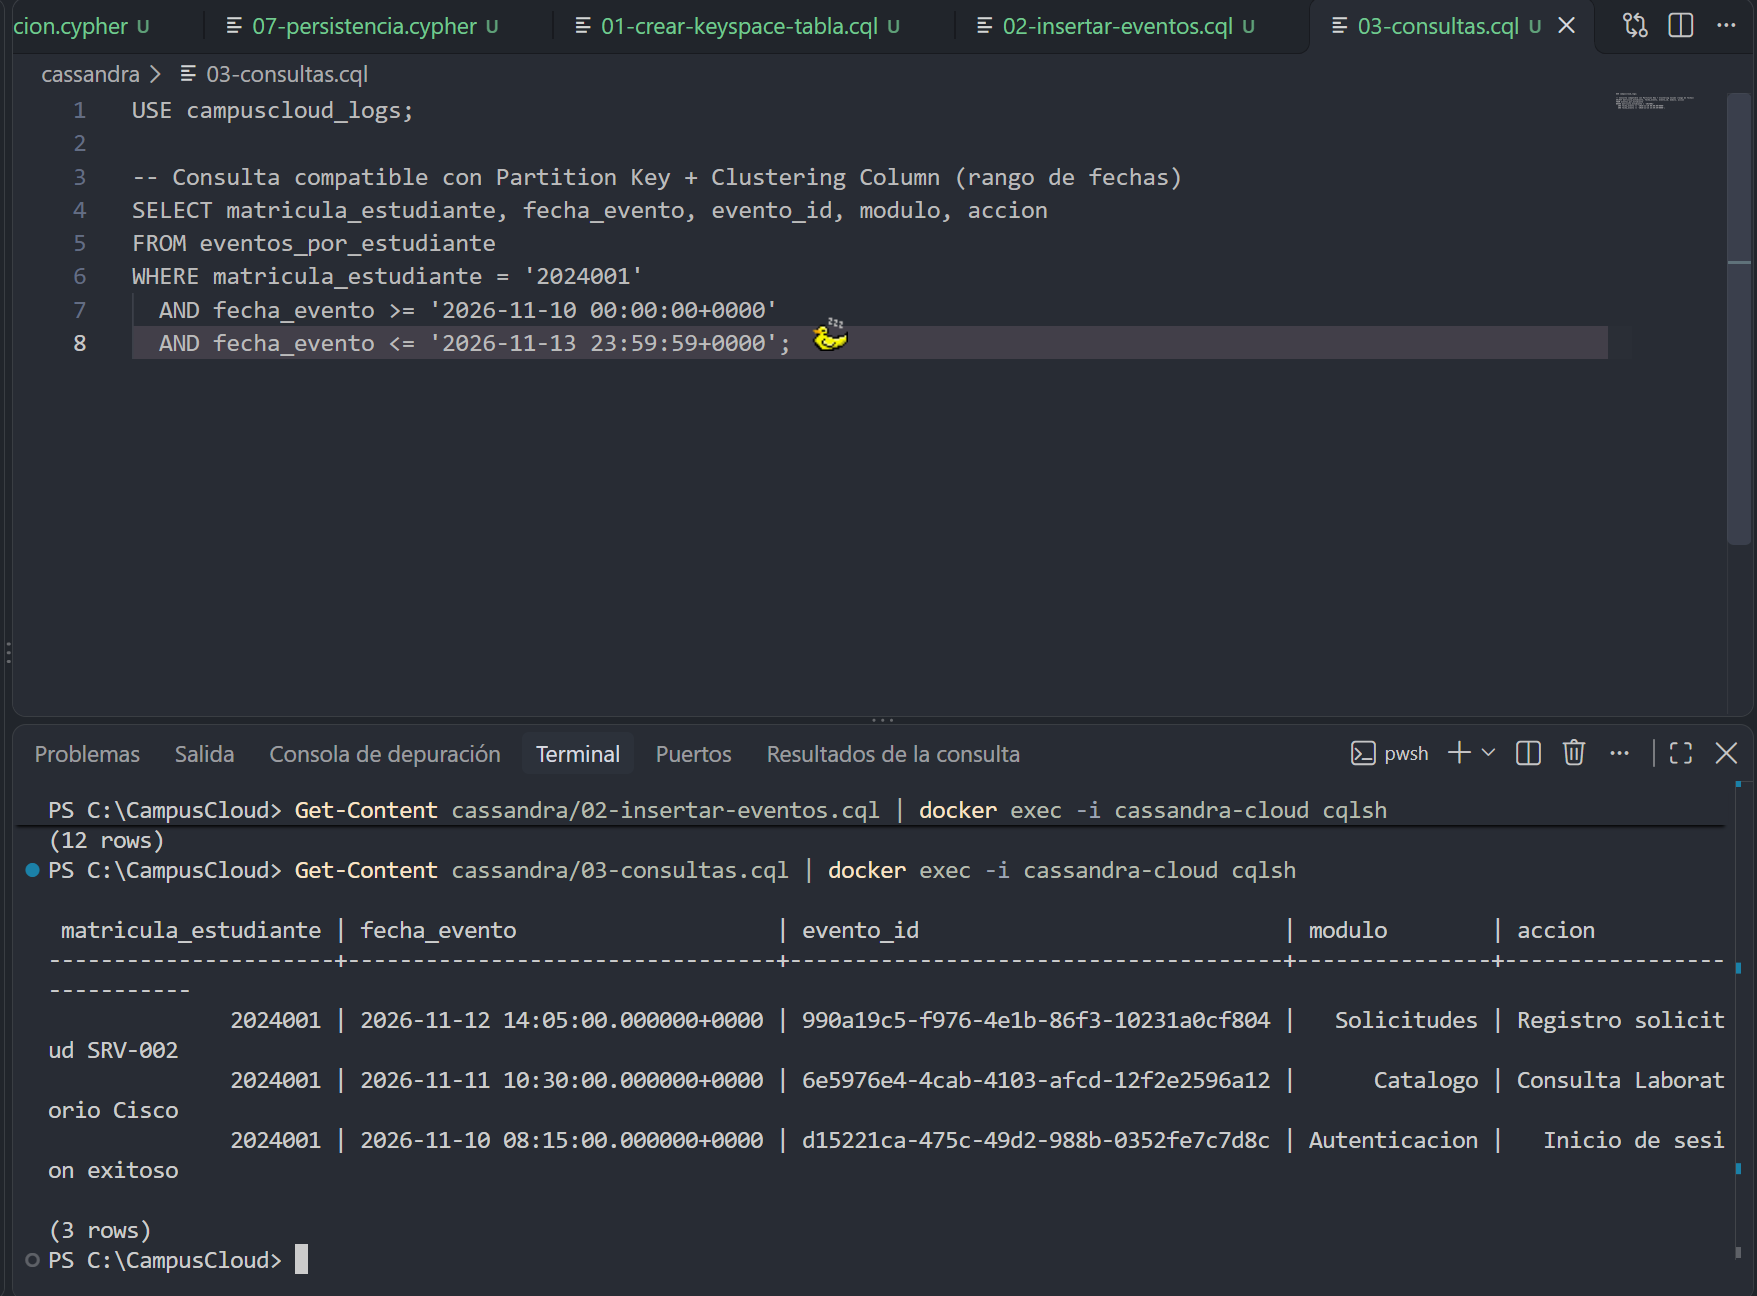 cion.cypher U
07-persistencia.cypher U
01-crear-keyspace-tabla.cql U
02-insertar-eventos.cql U
03-consultas.cql U
cassandra > 03-consultas.cql
1 USE campuscloud_logs;
2
3 -- Consulta compatible con Partition Key + Clustering Column (rango de fechas)
4 SELECT matricula_estudiante, fecha_evento, evento_id, modulo, accion
5 FROM eventos_por_estudiante
6 WHERE matricula_estudiante = '2024001'
7 AND fecha_evento >= '2026-11-10 00:00:00+0000'
8 AND fecha_evento <= '2026-11-13 23:59:59+0000';
zzz
Problemas Salida Consola de depuración Terminal Puertos Resultados de la consulta pwsh
PS C:\CampusCloud> Get-Content cassandra/02-insertar-eventos.cql | docker exec -i cassandra-cloud cqlsh
(12 rows)
PS C:\CampusCloud> Get-Content cassandra/03-consultas.cql | docker exec -i cassandra-cloud cqlsh
matricula_estudiante | fecha_evento | evento_id | modulo | accion
----------------------+---------------------------------+--------------------------------------+---------------+-----------------
-----------
2024001 | 2026-11-12 14:05:00.000000+0000 | 990a19c5-f976-4e1b-86f3-10231a0cf804 | Solicitudes | Registro solicit
ud SRV-002
2024001 | 2026-11-11 10:30:00.000000+0000 | 6e5976e4-4cab-4103-afcd-12f2e2596a12 | Catalogo | Consulta Laborat
orio Cisco
2024001 | 2026-11-10 08:15:00.000000+0000 | d15221ca-475c-49d2-988b-0352fe7c7d8c | Autenticacion | Inicio de sesi
on exitoso
(3 rows)
PS C:\CampusCloud>